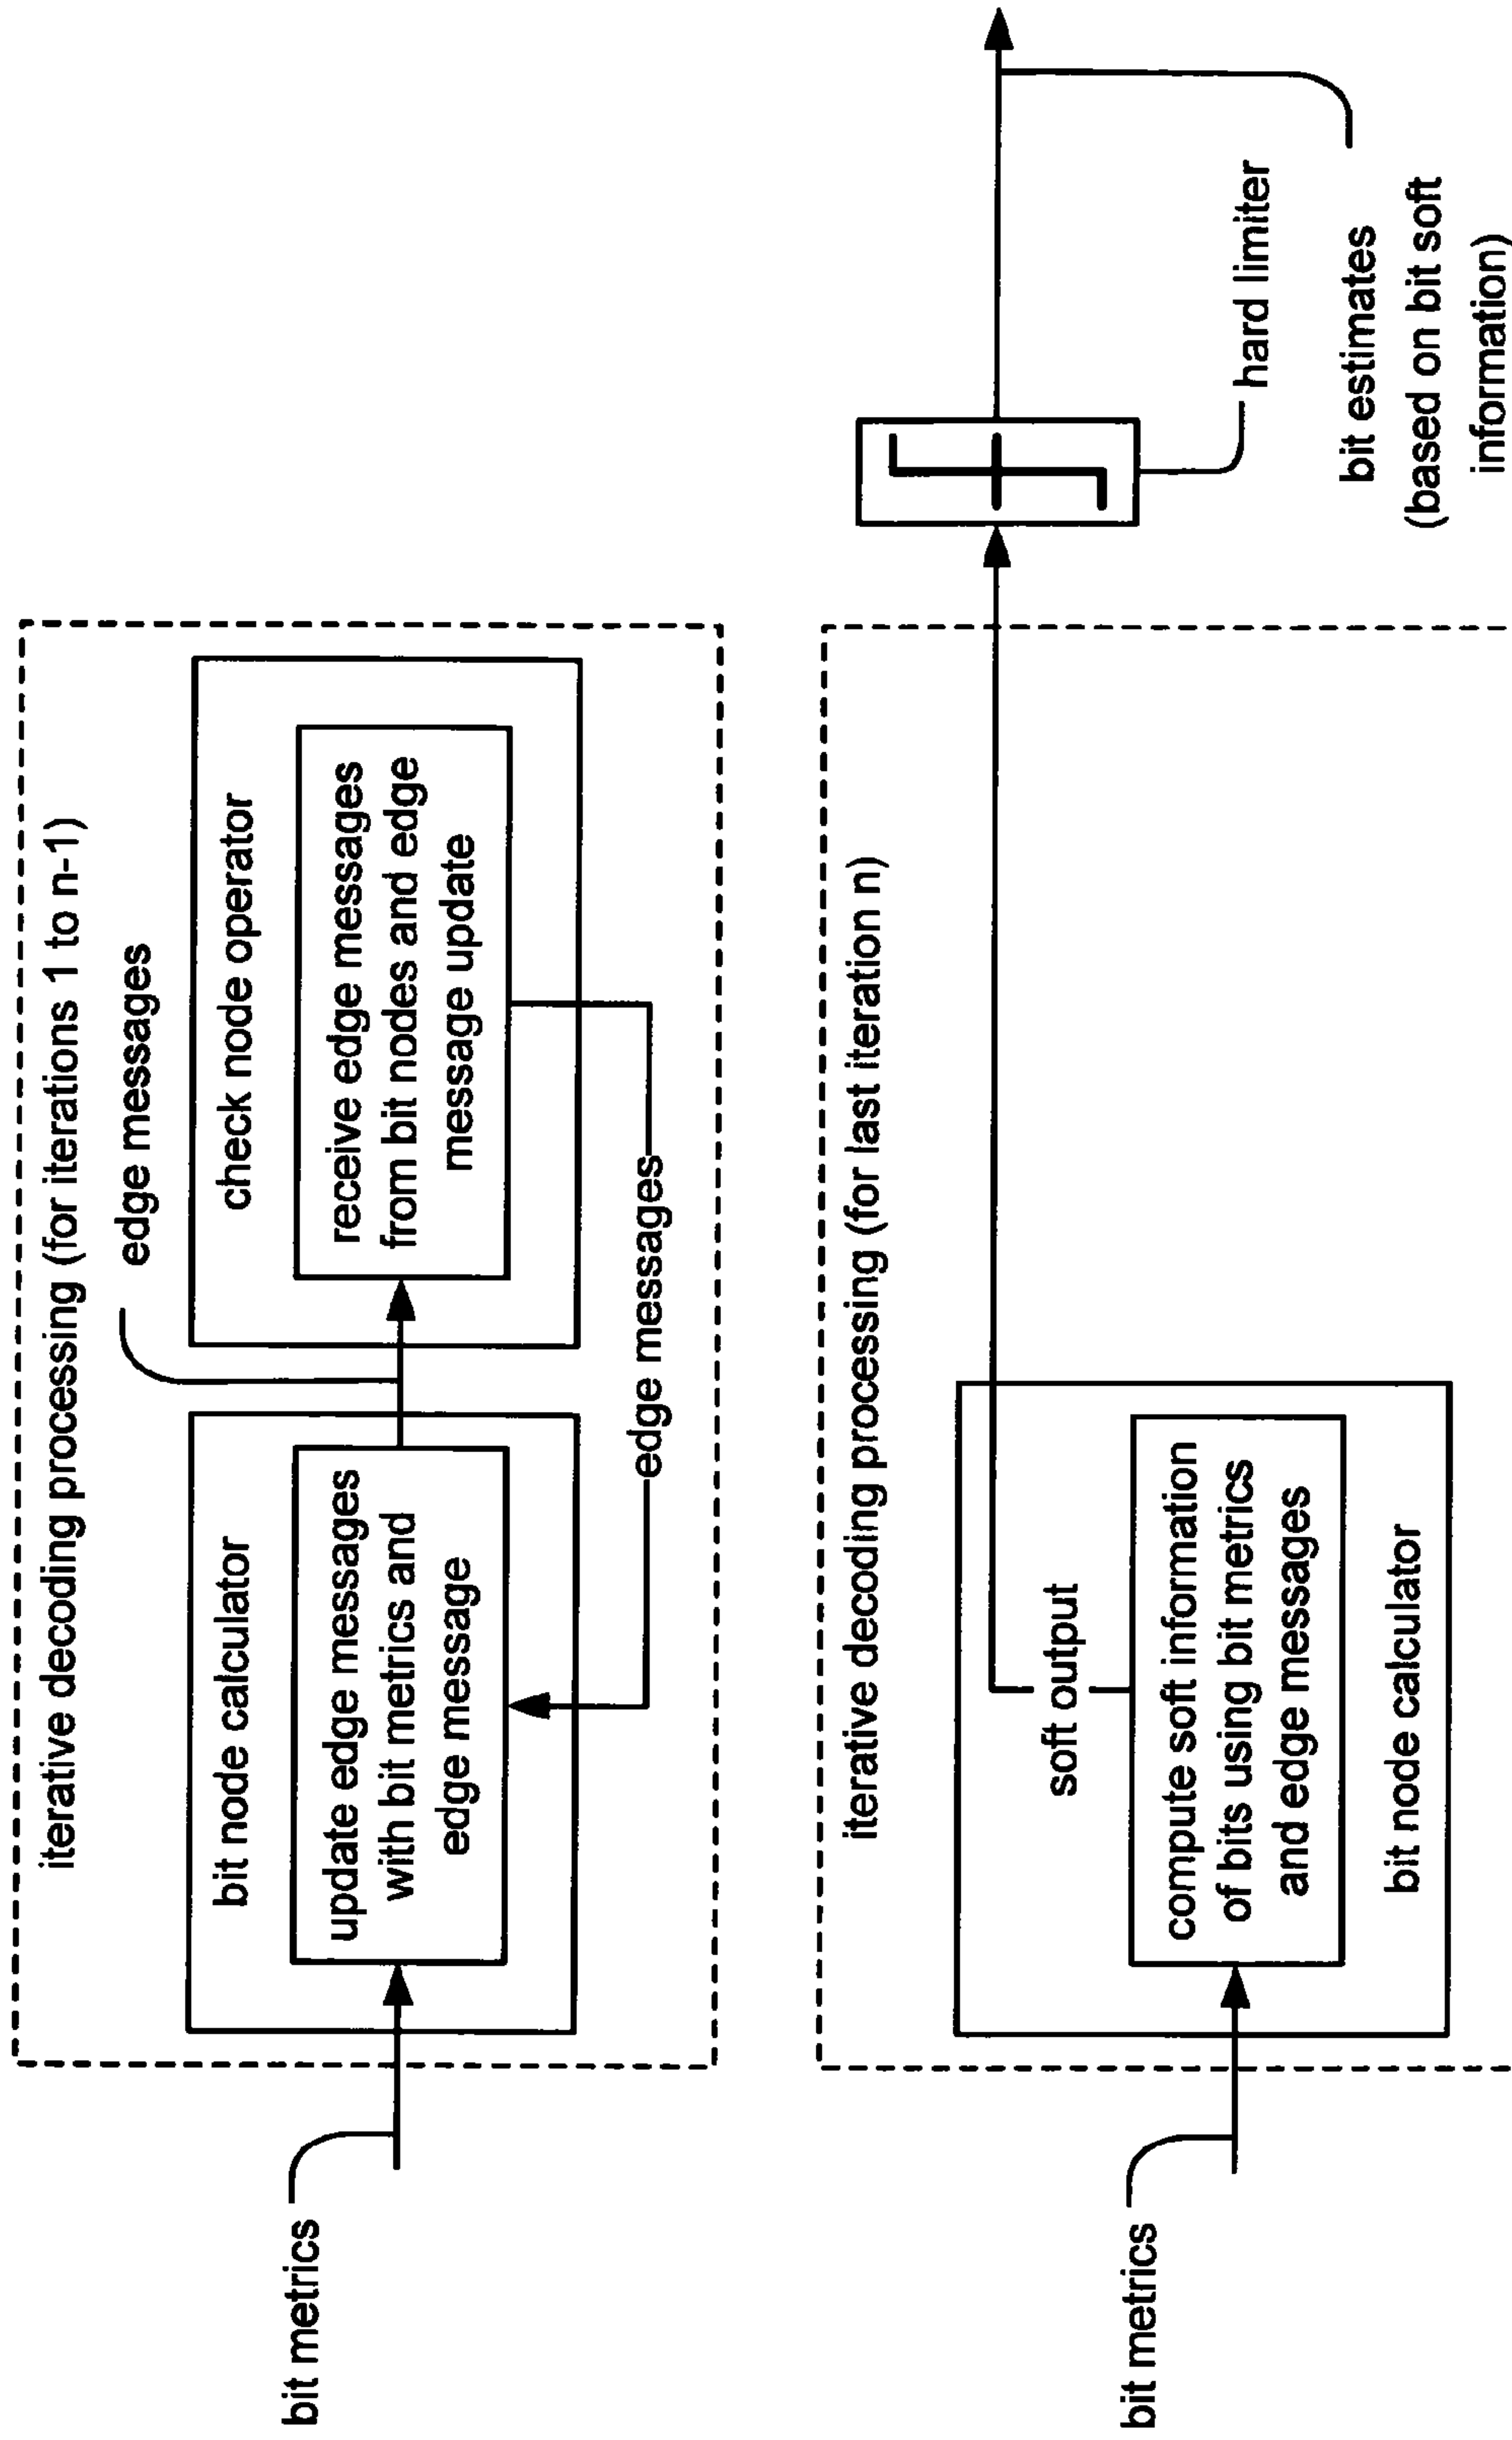 iterative decoding processing (for iterations 1 to n-1)
edge messages
bit node calculator
check node operator
bit metrics
update edge messages
with bit metrics and
edge message
receive edge messages
from bit nodes and edge
message update
edge messages
iterative decoding processing (for last iteration n)
bit metrics
soft output
compute soft information
of bits using bit metrics
and edge messages
bit node calculator
hard limiter
bit estimates
(based on bit soft
information)